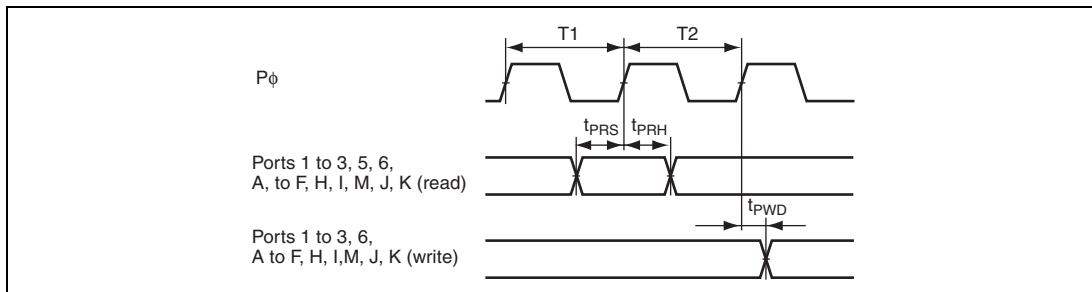 T1 T2
Pφ
tPRS tPRH
Ports 1 to 3, 5, 6,
A, to F, H, I, M, J, K (read)
tPWD
Ports 1 to 3, 6,
A to F, H, I,M, J, K (write)